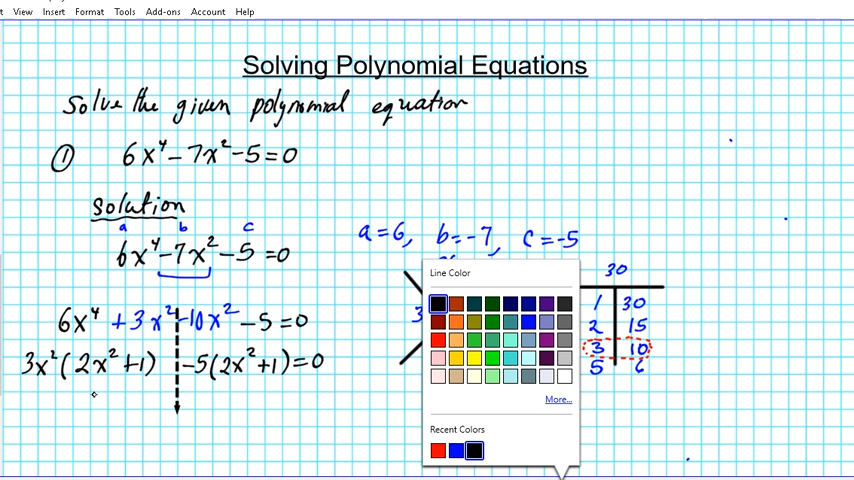 View Insert Format Tools Add-ons Account Help
Solving Polynomial Equations
Solve the given polynomial equation
① 6x⁴ - 7x² - 5 = 0
solution
a b c
6x⁴ - 7x² - 5 = 0
a = 6, b = -7, c = -5
6x⁴ + 3x² - 10x² - 5 = 0
3x²(2x² + 1) - 5(2x² + 1) = 0
3
Line Color
More...
Recent Colors
30
1 30
2 15
3 10
5 6